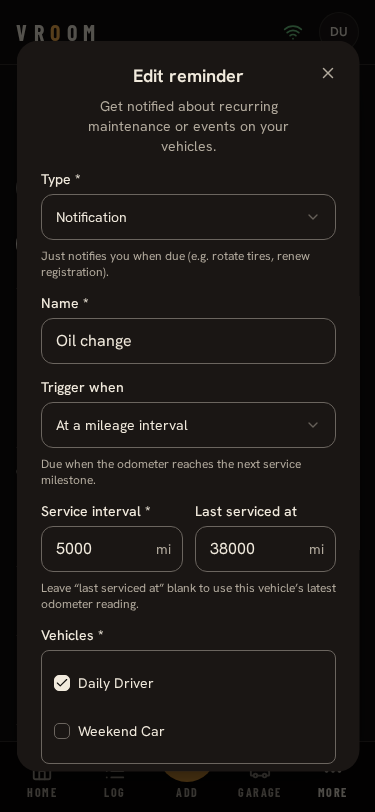 VROOM
DU
Edit reminder
Get notified about recurring
maintenance or events on your
vehicles.
Type *
Notification
Just notifies you when due (e.g. rotate tires, renew
registration).
Name *
Oil change
Trigger when
At a mileage interval
Due when the odometer reaches the next service
milestone.
Service interval * Last serviced at
5000 mi 38000 mi
Leave “last serviced at” blank to use this vehicle’s latest
odometer reading.
Vehicles *
Daily Driver
Weekend Car
HOME LOG ADD GARAGE MORE